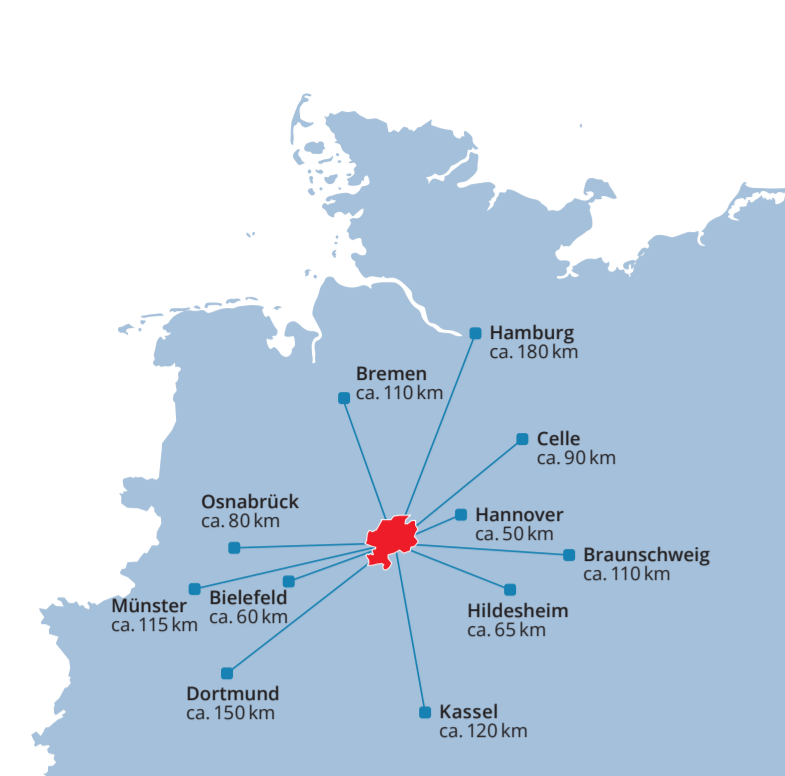 Hamburg
ca. 180 km
Bremen
ca. 110 km
Celle
ca. 90 km
Osnabrück
ca. 80 km
Hannover
ca. 50 km
Braunschweig
ca. 110 km
Münster
ca. 115 km
Bielefeld
ca. 60 km
Hildesheim
ca. 65 km
Dortmund
ca. 150 km
Kassel
ca. 120 km